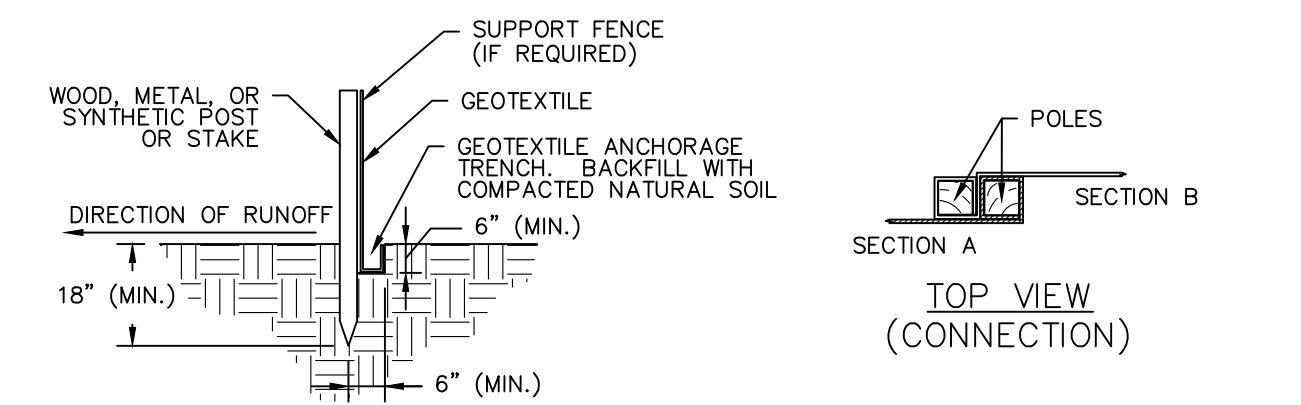 SUPPORT FENCE
(IF REQUIRED)
WOOD, METAL, OR
SYNTHETIC POST
OR STAKE
GEOTEXTILE
GEOTEXTILE ANCHORAGE
TRENCH. BACKFILL WITH
COMPACTED NATURAL SOIL
DIRECTION OF RUNOFF
6” (MIN.)
18” (MIN.)
6” (MIN.)
POLES
SECTION B
SECTION A
TOP VIEW
(CONNECTION)